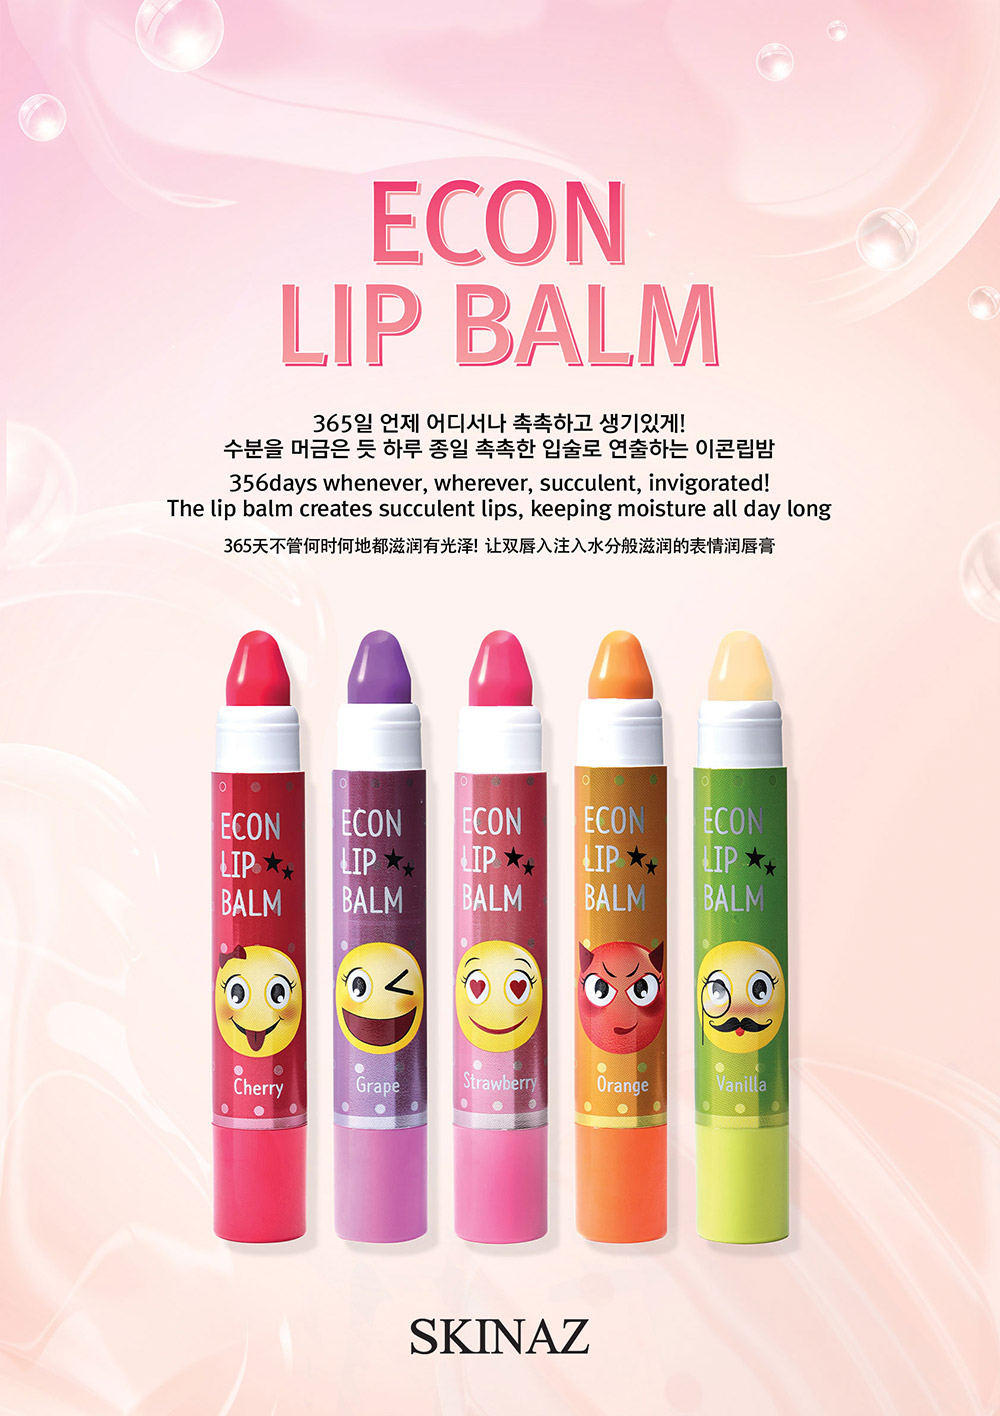 ECON
LIP BALM
365일 언제 어디서나 촉촉하고 생기있게!
수분을 머금은 듯 하루 종일 촉촉한 입술로 연출하는 이콘립밤
356days whenever, wherever, succulent, invigorated!
The lip balm creates succulent lips, keeping moisture all day long
365天不管何时何地都滋润有光泽! 让双唇入注入水分般滋润的表情润唇膏
ECON
LIP
BALM
Cherry
ECON
LIP
BALM
Grape
ECON
LIP
BALM
Strawberry
ECON
LIP
BALM
Orange
ECON
LIP
BALM
Vanilla
SKINAZ